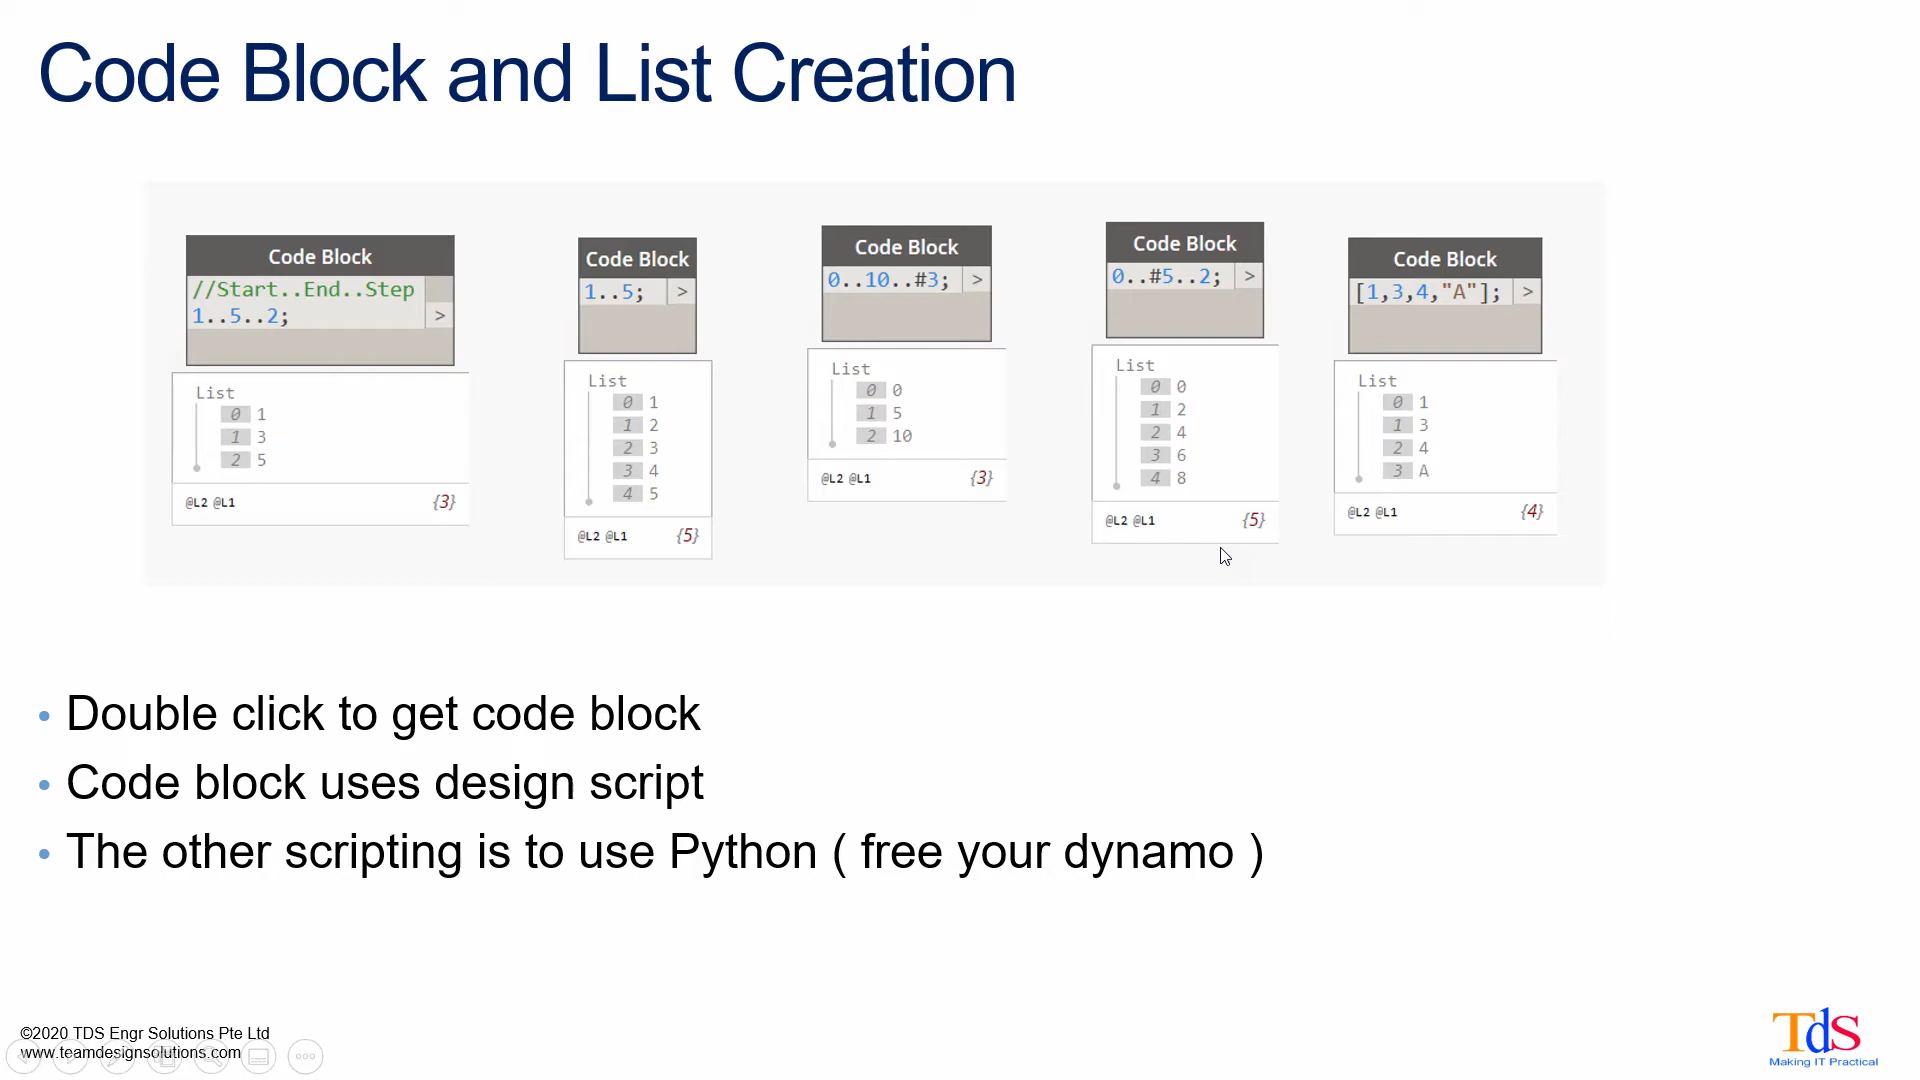 Code Block and List Creation
Code Block
//Start..End..Step
1..5..2;
>
List
0 1
1 3
2 5
@L2 @L1 {3}
Code Block
1..5; >
List
0 1
1 2
2 3
3 4
4 5
@L2 @L1 {5}
Code Block
0..10..#3; >
List
0 0
1 5
2 10
@L2 @L1 {3}
Code Block
0..#5..2; >
List
0 0
1 2
2 4
3 6
4 8
@L2 @L1 {5}
Code Block
[1,3,4,"A"]; >
List
0 1
1 3
2 4
3 A
@L2 @L1 {4}
• Double click to get code block
• Code block uses design script
• The other scripting is to use Python ( free your dynamo )
©2020 TDS Engr Solutions Pte Ltd
www.teamdesignsolutions.com
TdS
Making IT Practical